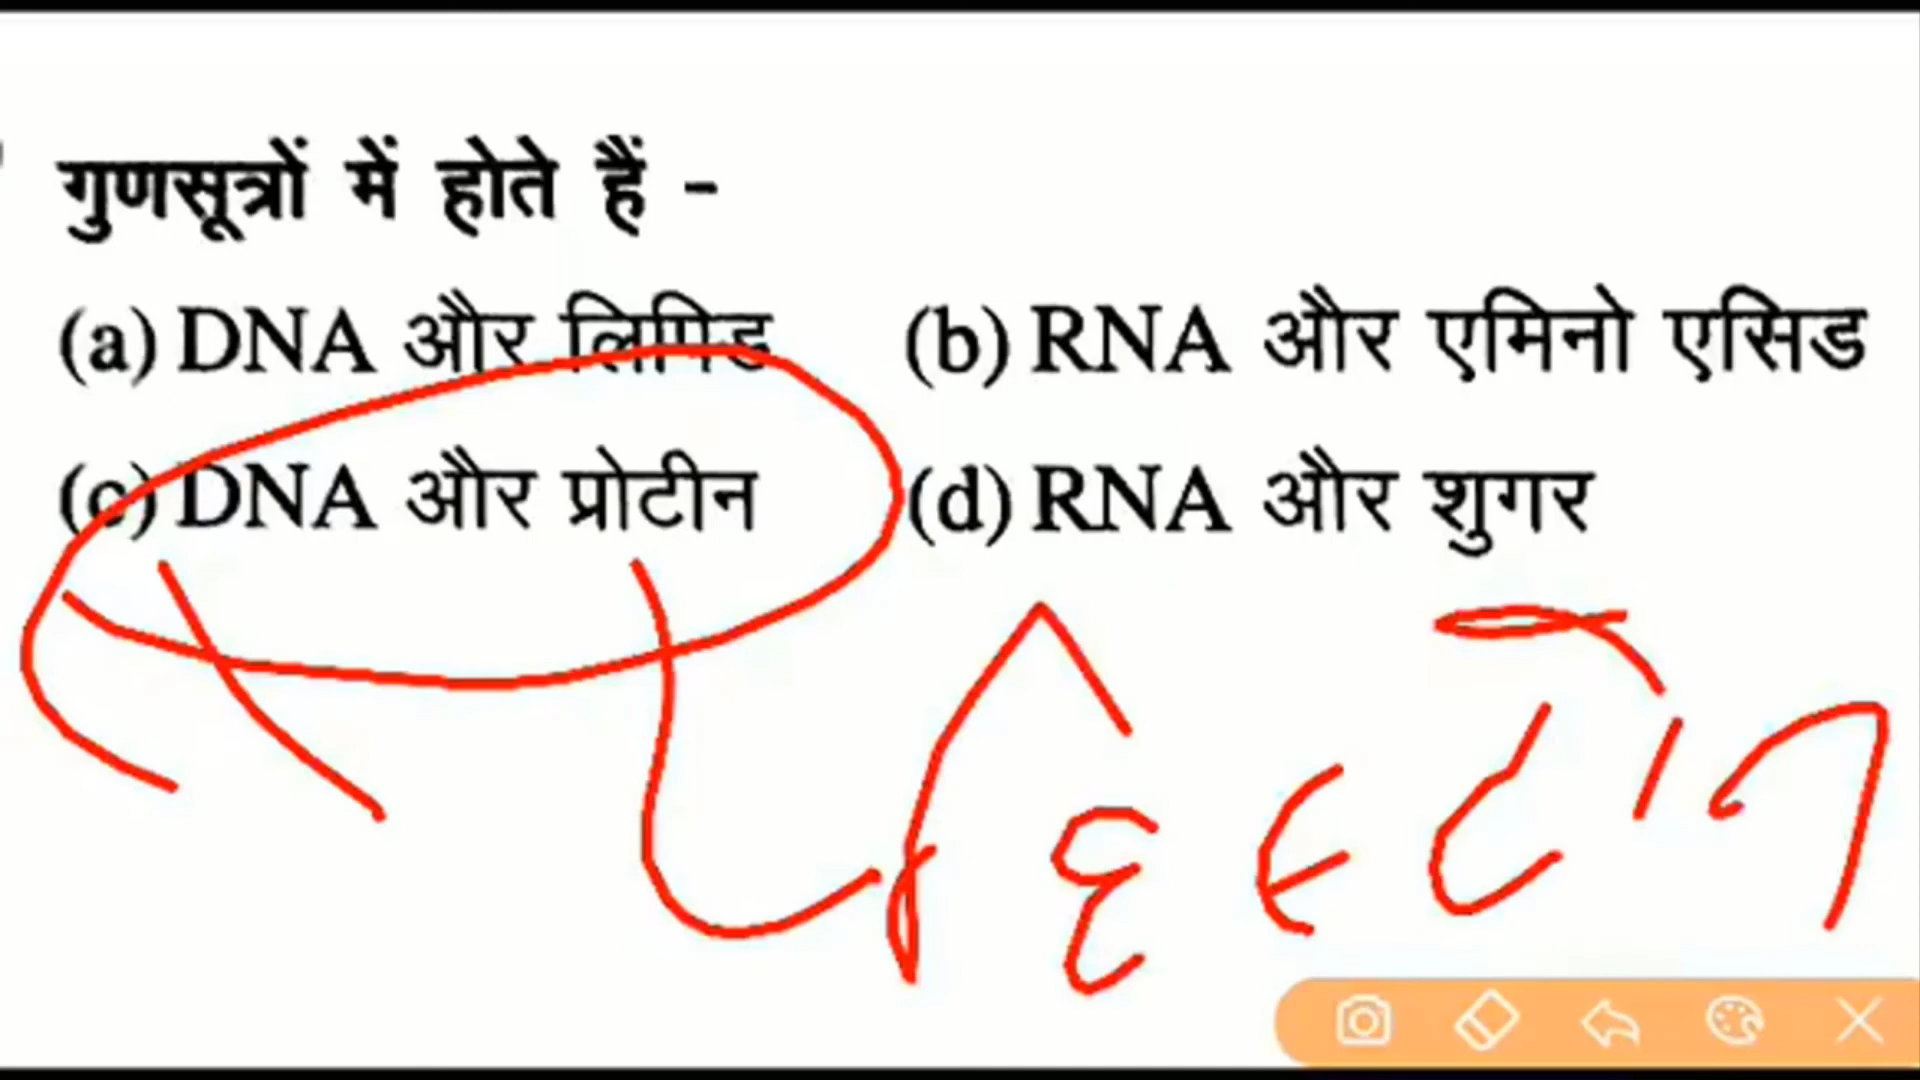 गुणसूत्रों में होते हैं -
(a) DNA और लिपिड (b) RNA और एमिनो एसिड
(c) DNA और प्रोटीन (d) RNA और शुगर
हिस्टोन